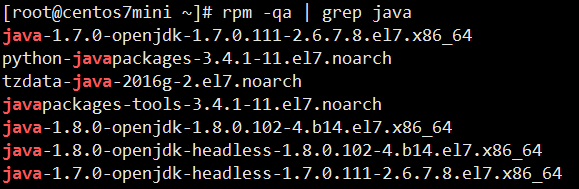 [root@centos7mini ~]# rpm -qa | grep java
java-1.7.0-openjdk-1.7.0.111-2.6.7.8.el7.x86_64
python-javapackages-3.4.1-11.el7.noarch
tzdata-java-2016g-2.el7.noarch
javapackages-tools-3.4.1-11.el7.noarch
java-1.8.0-openjdk-1.8.0.102-4.b14.el7.x86_64
java-1.8.0-openjdk-headless-1.8.0.102-4.b14.el7.x86_64
java-1.7.0-openjdk-headless-1.7.0.111-2.6.7.8.el7.x86_64